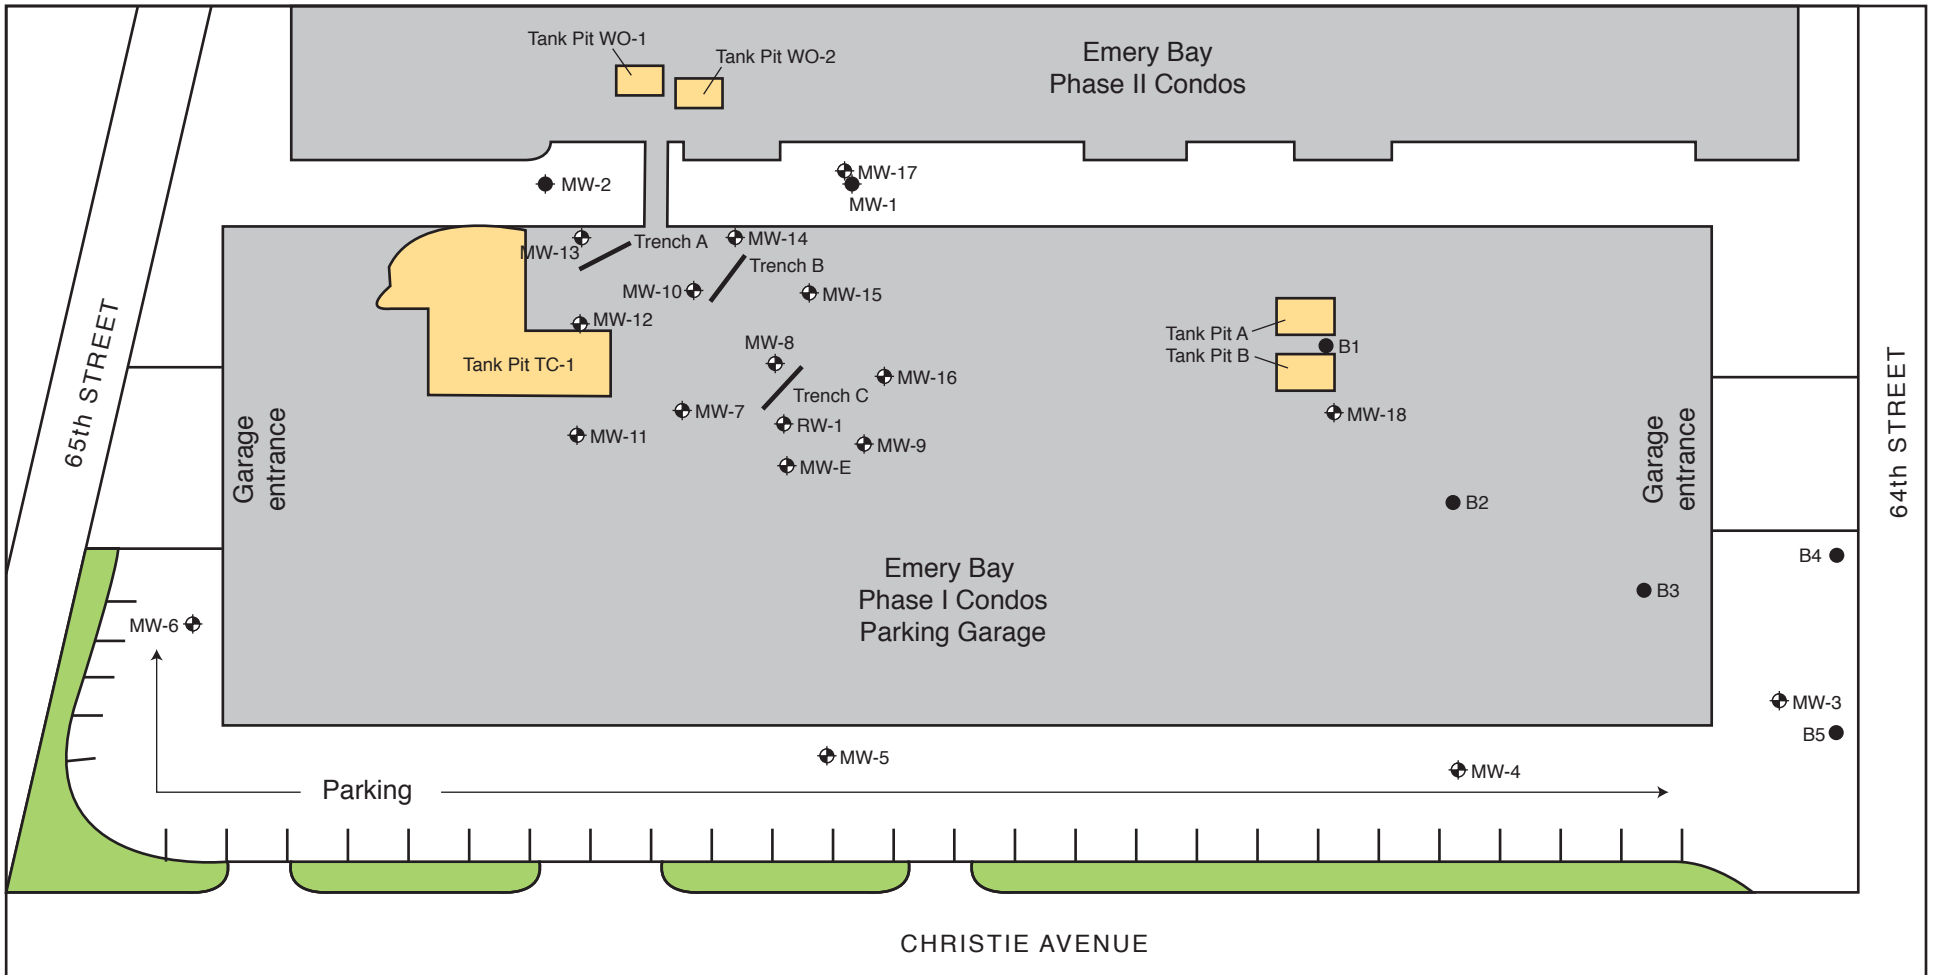 Tank Pit WO-1
Tank Pit WO-2
Emery Bay
Phase II Condos
MW-2
MW-17
MW-1
MW-13
Trench A
MW-14
Trench B
MW-10
MW-15
MW-12
Tank Pit TC-1
MW-8
MW-16
Trench C
MW-7
RW-1
MW-11
MW-9
MW-E
Tank Pit A
Tank Pit B
B1
MW-18
B2
65th STREET
Garage
entrance
Garage
entrance
64th STREET
Emery Bay
Phase I Condos
Parking Garage
B4
B3
MW-6
MW-3
B5
MW-5
MW-4
Parking
CHRISTIE AVENUE